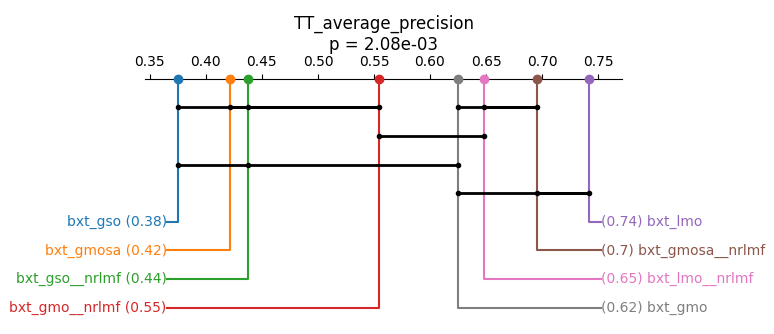 TT_average_precision
p = 2.08e-03
0.35 0.40 0.45 0.50 0.55 0.60 0.65 0.70 0.75
bxt_gso (0.38) (0.74) bxt_lmo
bxt_gmosa (0.42) (0.7) bxt_gmosa__nrlmf
bxt_gso__nrlmf (0.44) (0.65) bxt_lmo__nrlmf
bxt_gmo__nrlmf (0.55) (0.62) bxt_gmo